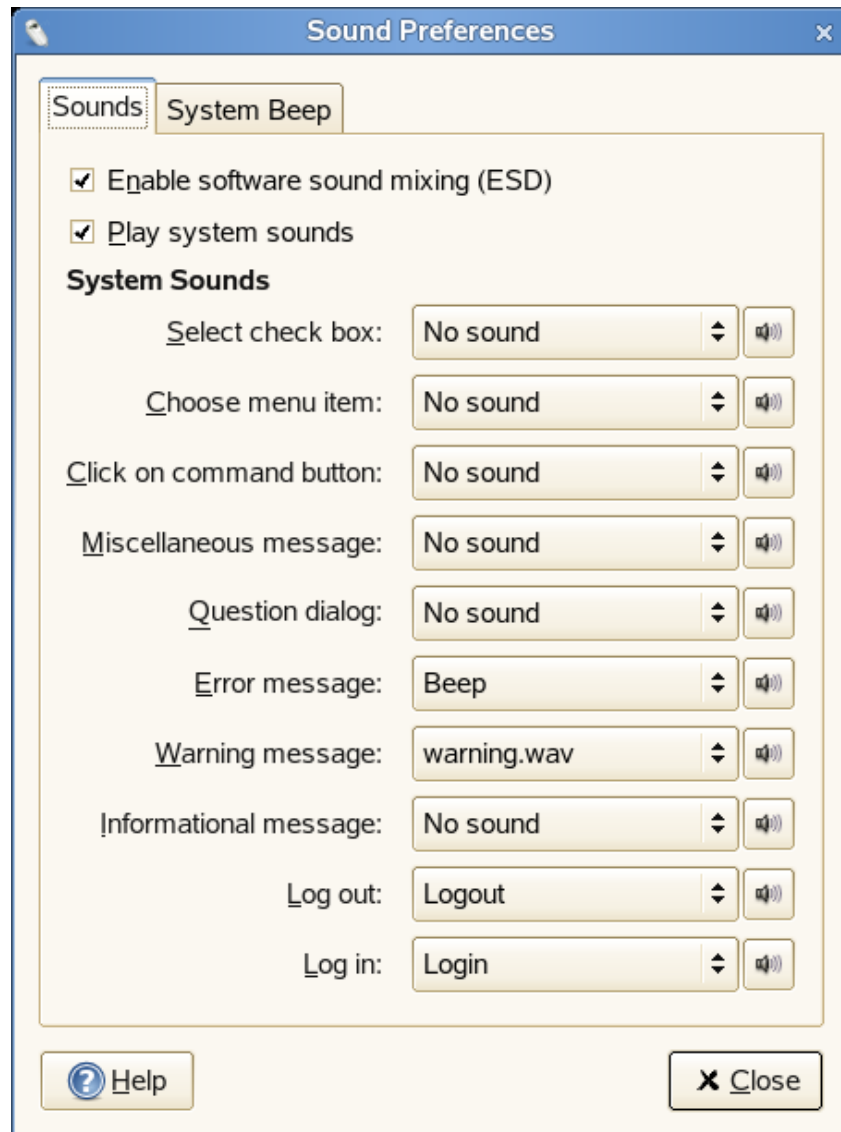 Sound Preferences
Sounds System Beep
Enable software sound mixing (ESD)
Play system sounds
System Sounds
Select check box: No sound
Choose menu item: No sound
Click on command button: No sound
Miscellaneous message: No sound
Question dialog: No sound
Error message: Beep
Warning message: warning.wav
Informational message: No sound
Log out: Logout
Log in: Login
Help Close